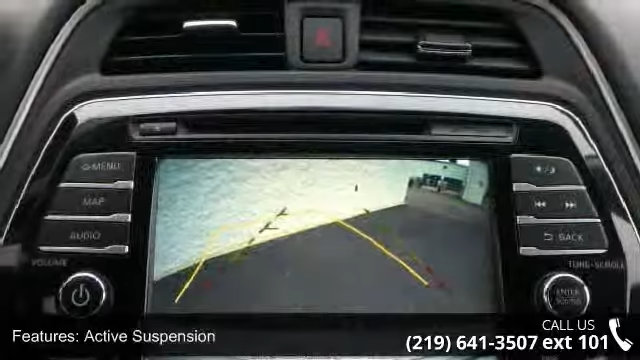 MENU
MAP
AUDIO
BACK
VOLUME
TUNE·SCROLL
ENTER
Features: Active Suspension
CALL US
(219) 641-3507 ext 101